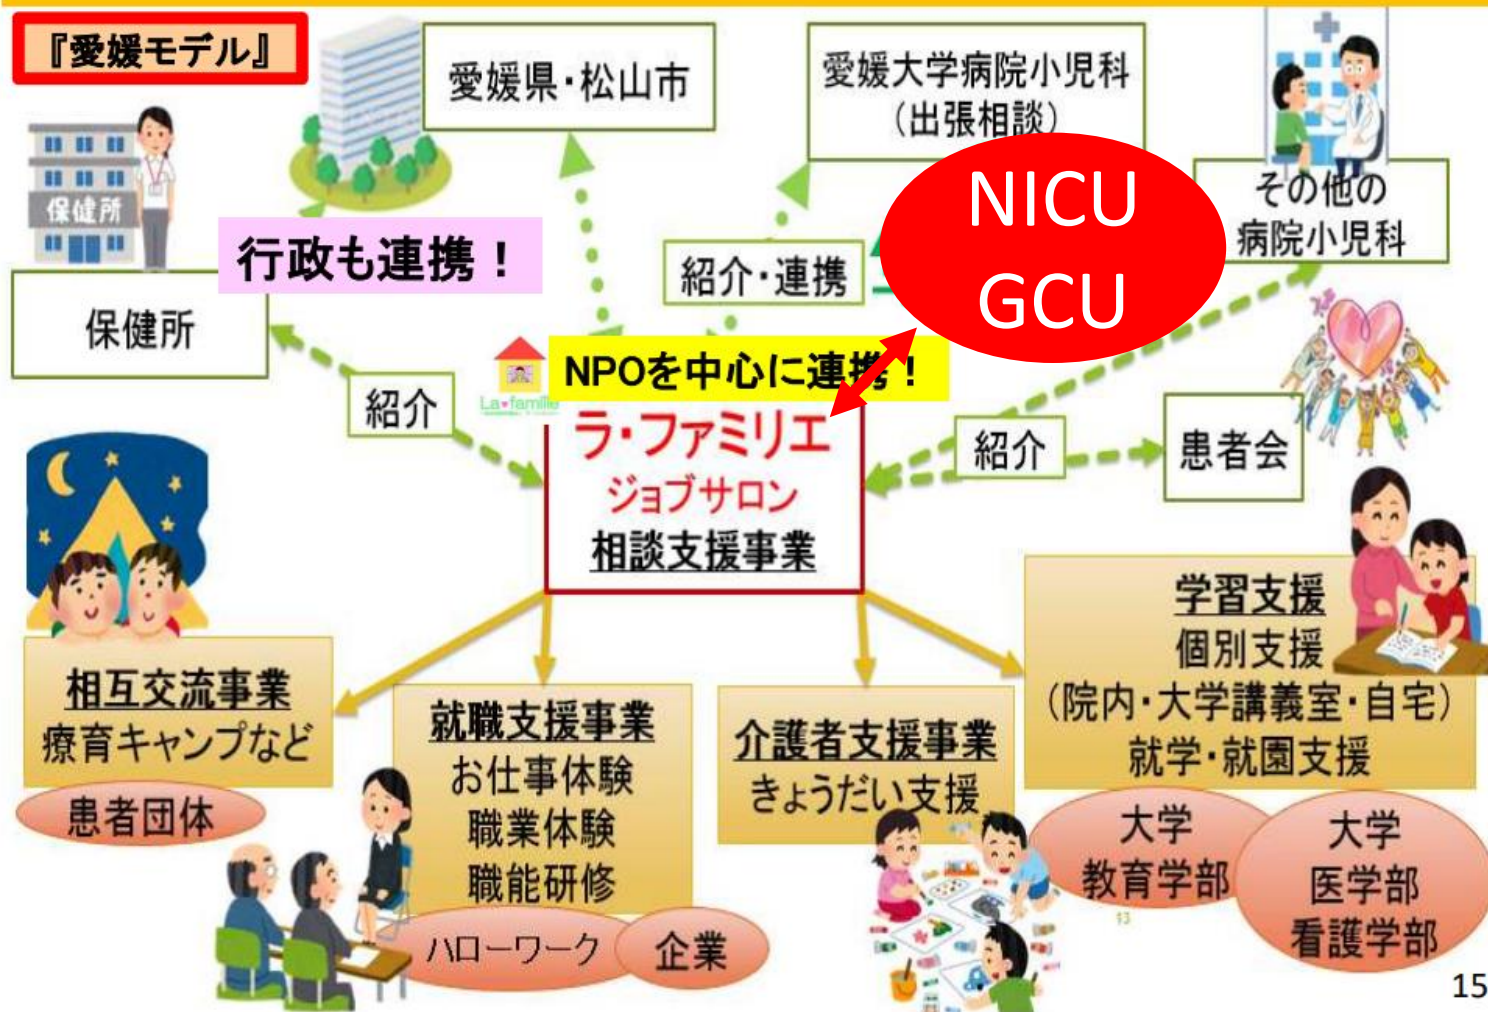 『愛媛モデル』
愛媛県・松山市
愛媛大学病院小児科
(出張相談)
NICU
GCU
その他の
病院小児科
保健所
行政も連携！
紹介・連携
保健所
NPOを中心に連携！
La♥famille
紹介
ラ・ファミリエ
ジョブサロン
相談支援事業
紹介
患者会
相互交流事業
療育キャンプなど
患者団体
就職支援事業
お仕事体験
職業体験
職能研修
ハローワーク
企業
介護者支援事業
きょうだい支援
学習支援
個別支援
(院内・大学講義室・自宅)
就学・就園支援
大学
教育学部
大学
医学部
看護学部
13
15